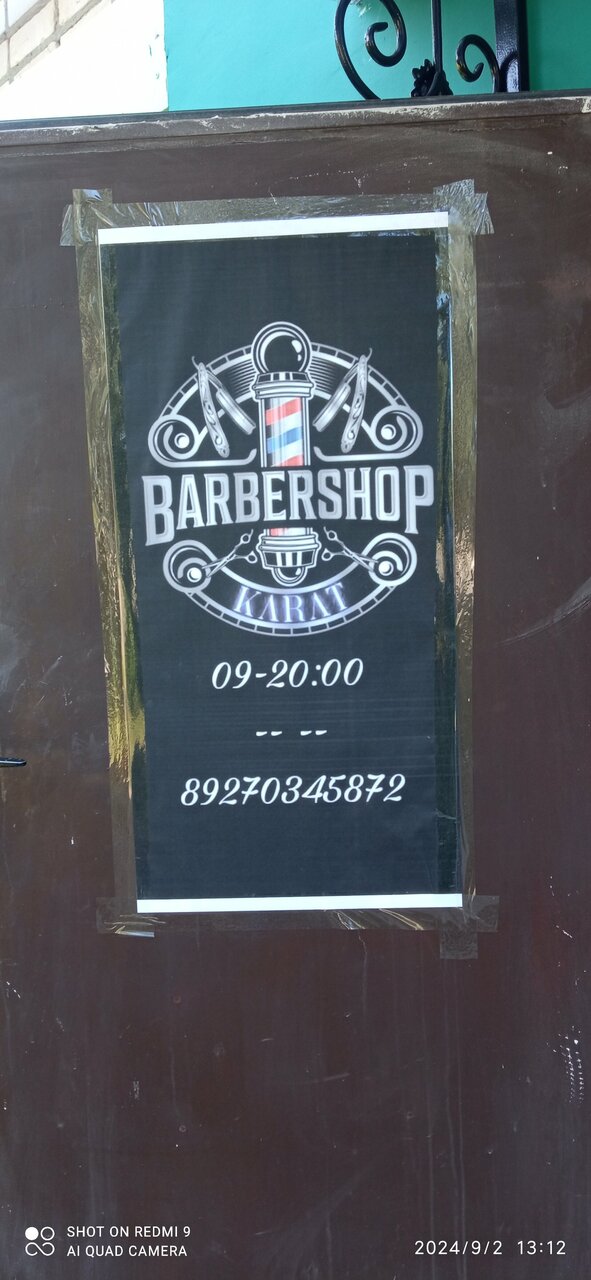 BARBERSHOP
KARAT
09-20:00
-- --
89270345872
SHOT ON REDMI 9
AI QUAD CAMERA
2024/9/2 13:12